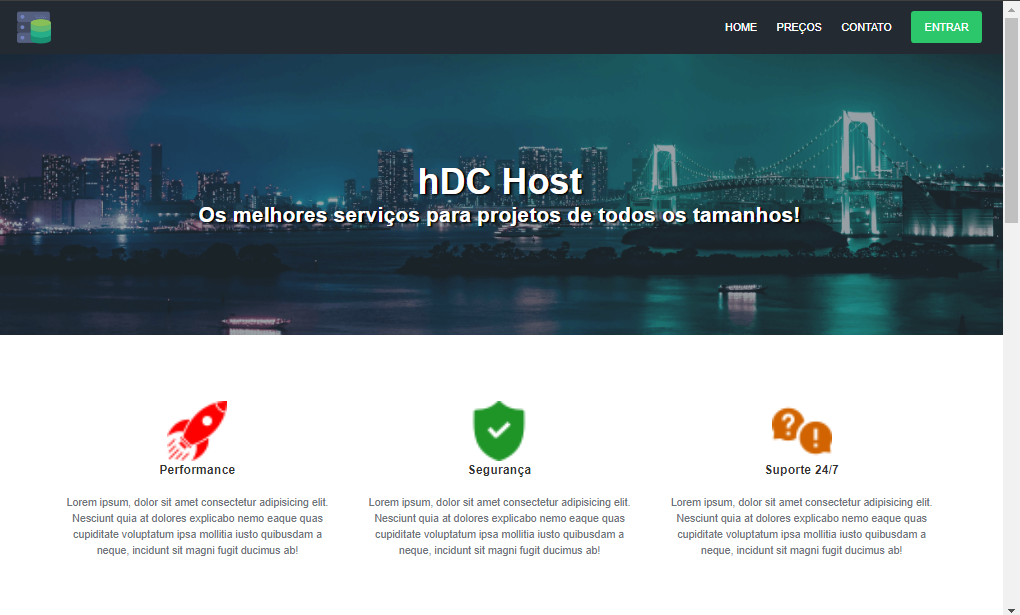 HOME PREÇOS CONTATO ENTRAR
hDC Host
Os melhores serviços para projetos de todos os tamanhos!
Performance
Lorem ipsum, dolor sit amet consectetur adipisicing elit.
Nesciunt quia at dolores explicabo nemo eaque quas
cupiditate voluptatum ipsa mollitia iusto quibusdam a
neque, incidunt sit magni fugit ducimus ab!
Segurança
Lorem ipsum, dolor sit amet consectetur adipisicing elit.
Nesciunt quia at dolores explicabo nemo eaque quas
cupiditate voluptatum ipsa mollitia iusto quibusdam a
neque, incidunt sit magni fugit ducimus ab!
Suporte 24/7
Lorem ipsum, dolor sit amet consectetur adipisicing elit.
Nesciunt quia at dolores explicabo nemo eaque quas
cupiditate voluptatum ipsa mollitia iusto quibusdam a
neque, incidunt sit magni fugit ducimus ab!